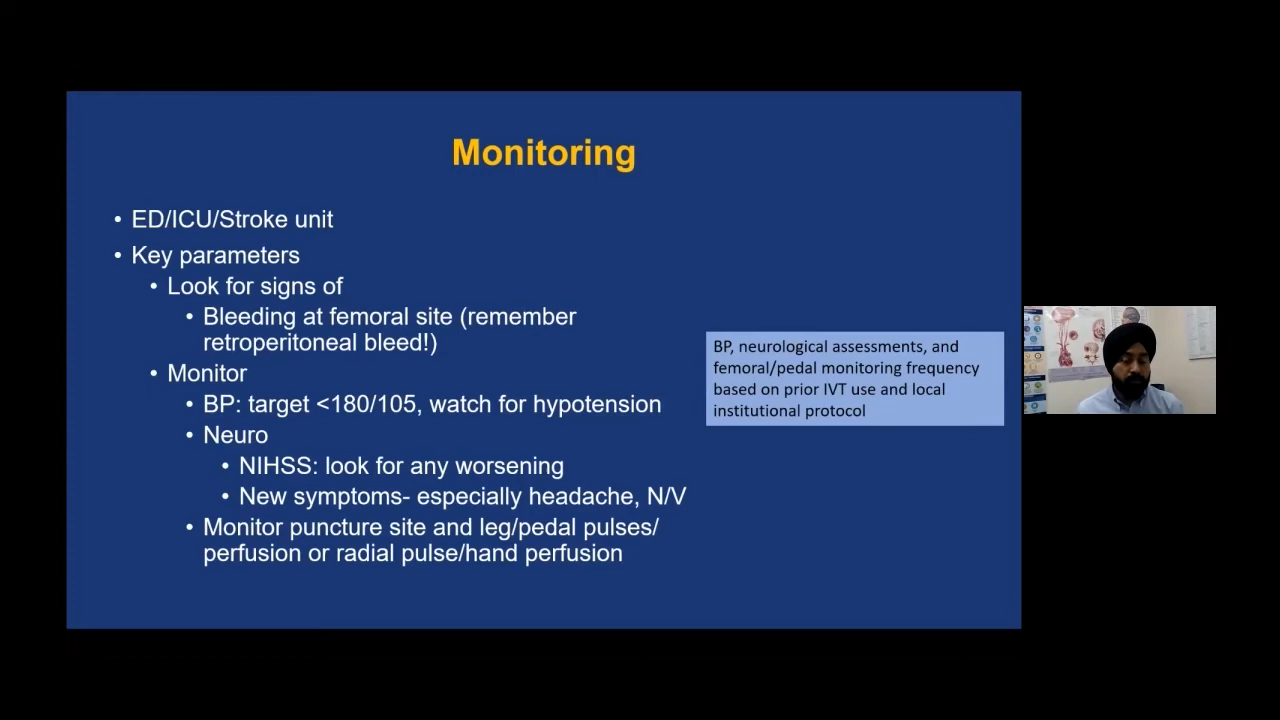 Monitoring
• ED/ICU/Stroke unit
• Key parameters
• Look for signs of
• Bleeding at femoral site (remember
retroperitoneal bleed!)
• Monitor
• BP: target <180/105, watch for hypotension
• Neuro
• NIHSS: look for any worsening
• New symptoms- especially headache, N/V
• Monitor puncture site and leg/pedal pulses/
perfusion or radial pulse/hand perfusion
BP, neurological assessments, and
femoral/pedal monitoring frequency
based on prior IVT use and local
institutional protocol